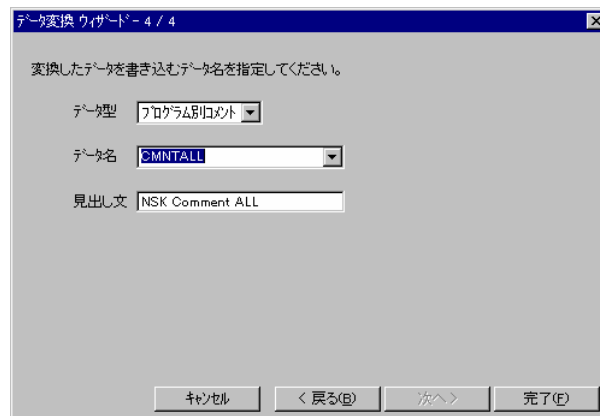 ﾃﾞｰﾀ変換 ｳｨｻﾞｰﾄﾞ - 4 / 4
変換したﾃﾞｰﾀを書き込むﾃﾞｰﾀ名を指定してください。
ﾃﾞｰﾀ型 ﾌﾟﾛｸﾞﾗﾑ別ｺﾒﾝﾄ
ﾃﾞｰﾀ名 CMNTALL
見出し文 NSK Comment ALL
ｷｬﾝｾﾙ < 戻る(B) 次へ > 完了(F)